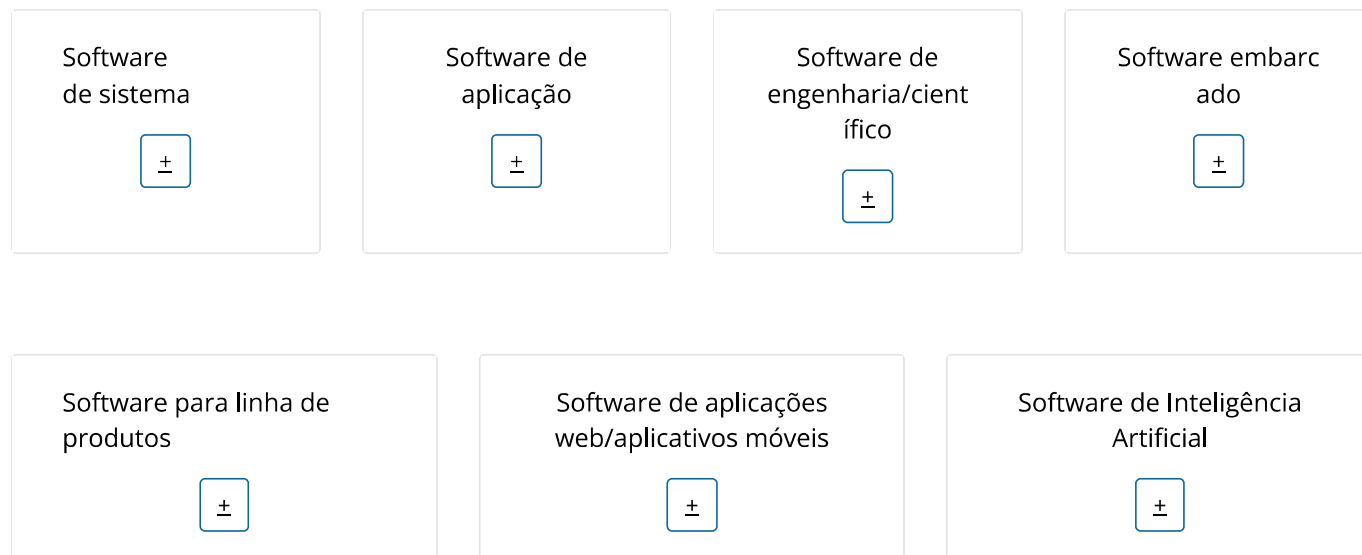 Software
de sistema
±
Software de
aplicação
±
Software de
engenharia/cient
ífico
±
Software embarc
ado
±
Software para linha de
produtos
±
Software de aplicações
web/aplicativos móveis
±
Software de Inteligência
Artificial
±